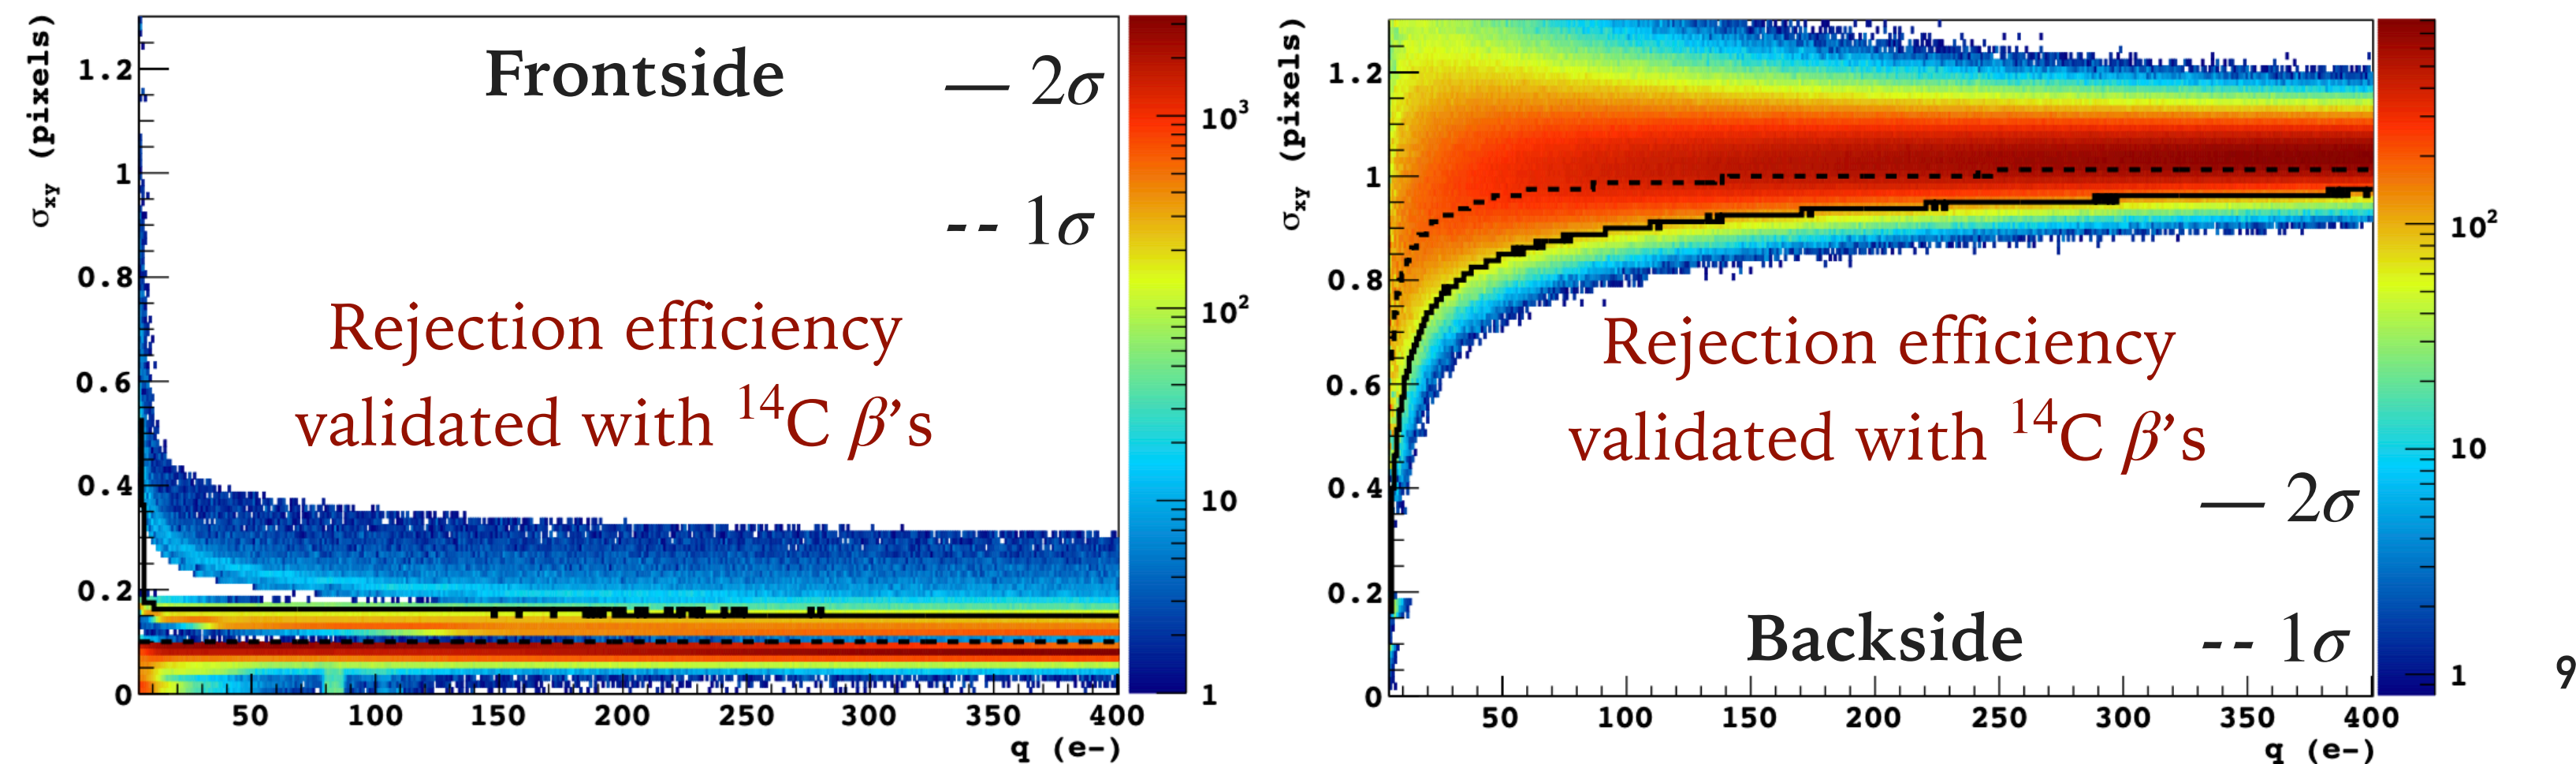 Frontside
— 2σ
-- 1σ
Rejection efficiency
validated with ¹⁴C β's
σxy (pixels)
1.2
1
0.8
0.6
0.4
0.2
0
50 100 150 200 250 300 350 400
q (e-)
10³
10²
10
1
Rejection efficiency
validated with ¹⁴C β's
— 2σ
Backside
-- 1σ
σxy (pixels)
1.2
1
0.8
0.6
0.4
0.2
0
50 100 150 200 250 300 350 400
q (e-)
10²
10
1
9